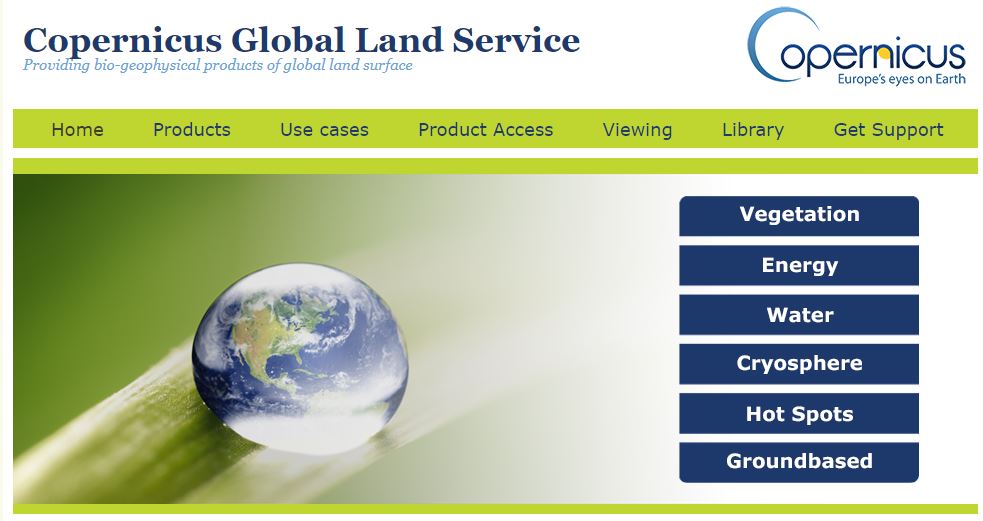 Copernicus Global Land Service
Providing bio-geophysical products of global land surface
Copernicus
Europe's eyes on Earth
Home Products Use cases Product Access Viewing Library Get Support
Vegetation
Energy
Water
Cryosphere
Hot Spots
Groundbased